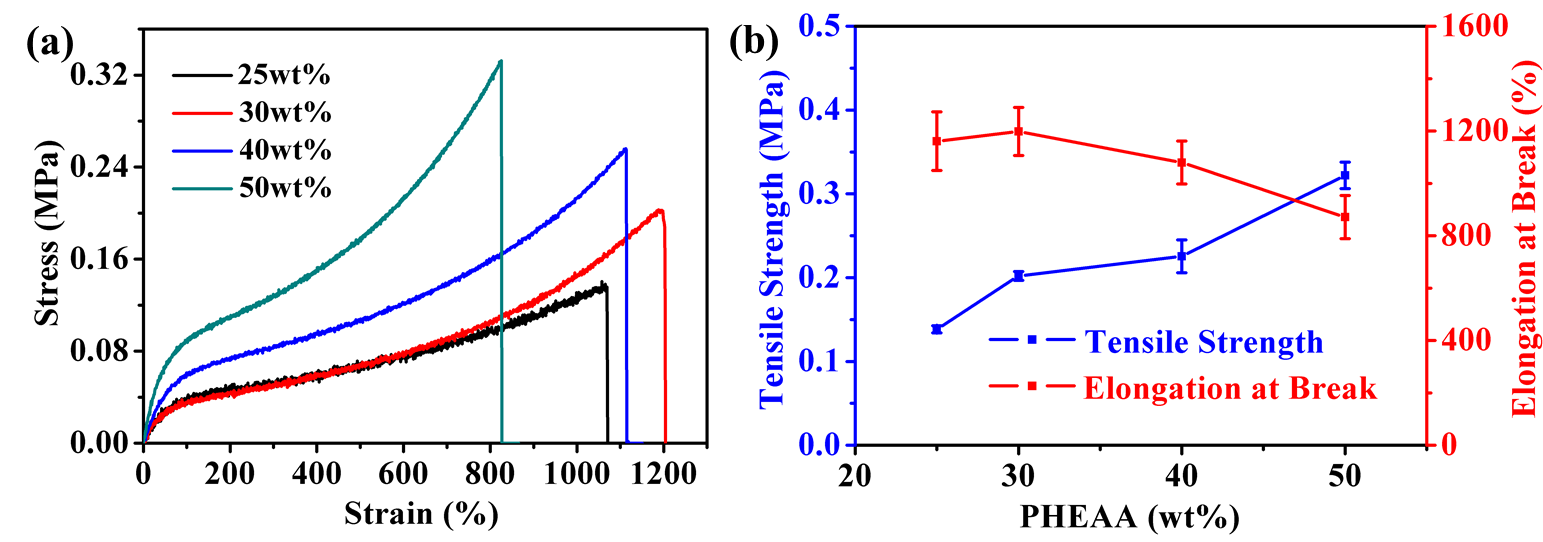 (a)
Stress (MPa)
0.32
0.24
0.16
0.08
0.00
25wt%
30wt%
40wt%
50wt%
0
200
400
600
800
1000
1200
Strain (%)
(b)
Tensile Strength (MPa)
0.5
0.4
0.3
0.2
0.1
0.0
Tensile Strength
Elongation at Break
20
30
40
50
PHEAA (wt%)
1600
1200
800
400
0
Elongation at Break (%)